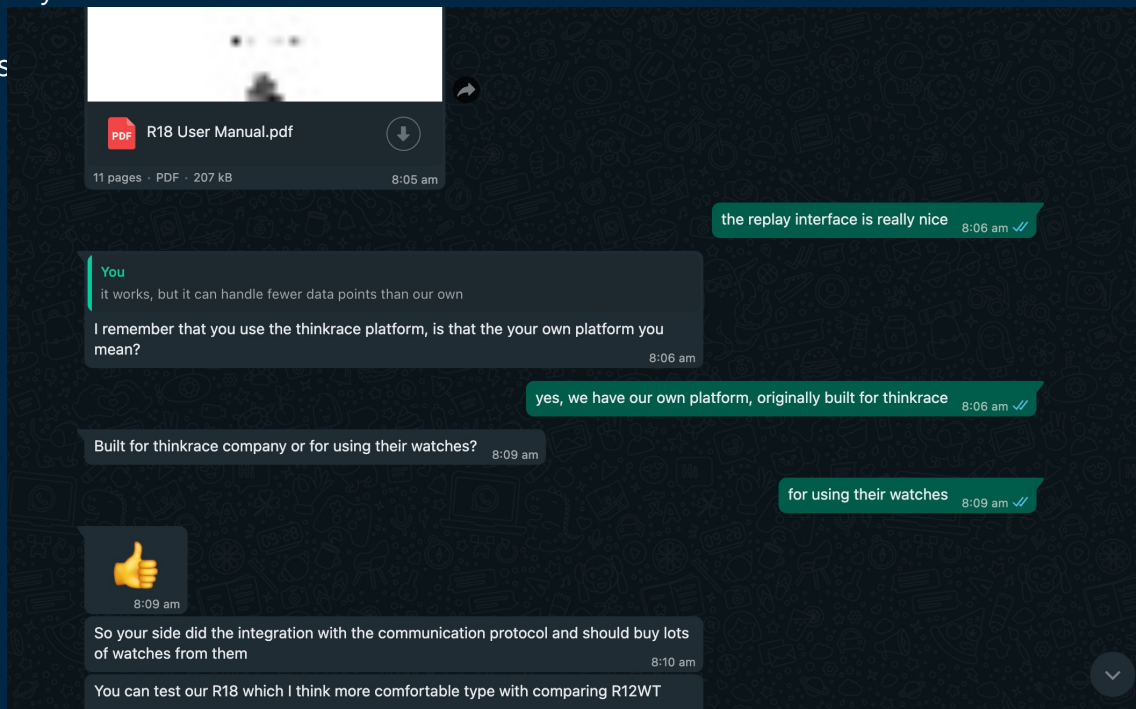 PDF
R18 User Manual.pdf
11 pages · PDF · 207 kB
8:05 am
the replay interface is really nice
8:06 am
You
it works, but it can handle fewer data points than our own
I remember that you use the thinkrace platform, is that the your own platform you
mean?
8:06 am
yes, we have our own platform, originally built for thinkrace
8:06 am
Built for thinkrace company or for using their watches?
8:09 am
for using their watches
8:09 am
8:09 am
So your side did the integration with the communication protocol and should buy lots
of watches from them
8:10 am
You can test our R18 which I think more comfortable type with comparing R12WT